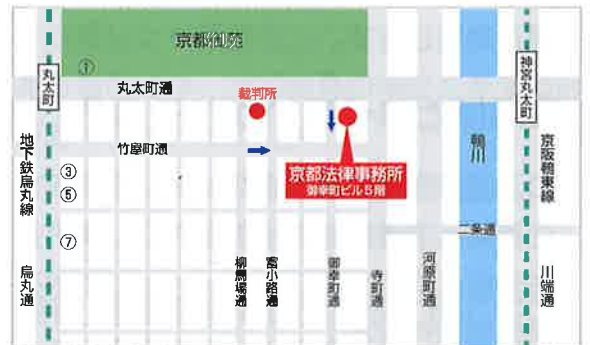 京都御苑
①
丸太町
丸太町通
裁判所
神宮丸太町
地下鉄烏丸線
竹屋町通
③
⑤
⑦
京都法律事務所
御幸町ビル5階
鴨川
京阪鴨東線
二条通
烏丸通
柳馬場通
富小路通
御幸町通
寺町通
河原町通
川端通